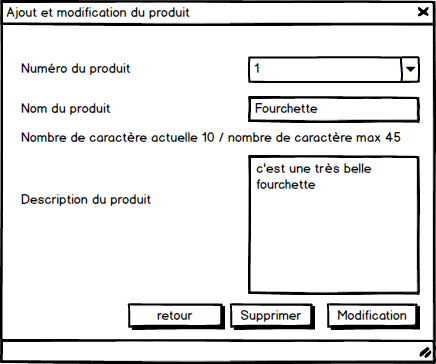 Ajout et modification du produit
Numéro du produit
1
Nom du produit
Fourchette
Nombre de caractère actuelle 10 / nombre de caractère max 45
Description du produit
c'est une très belle
fourchette
retour
Supprimer
Modification